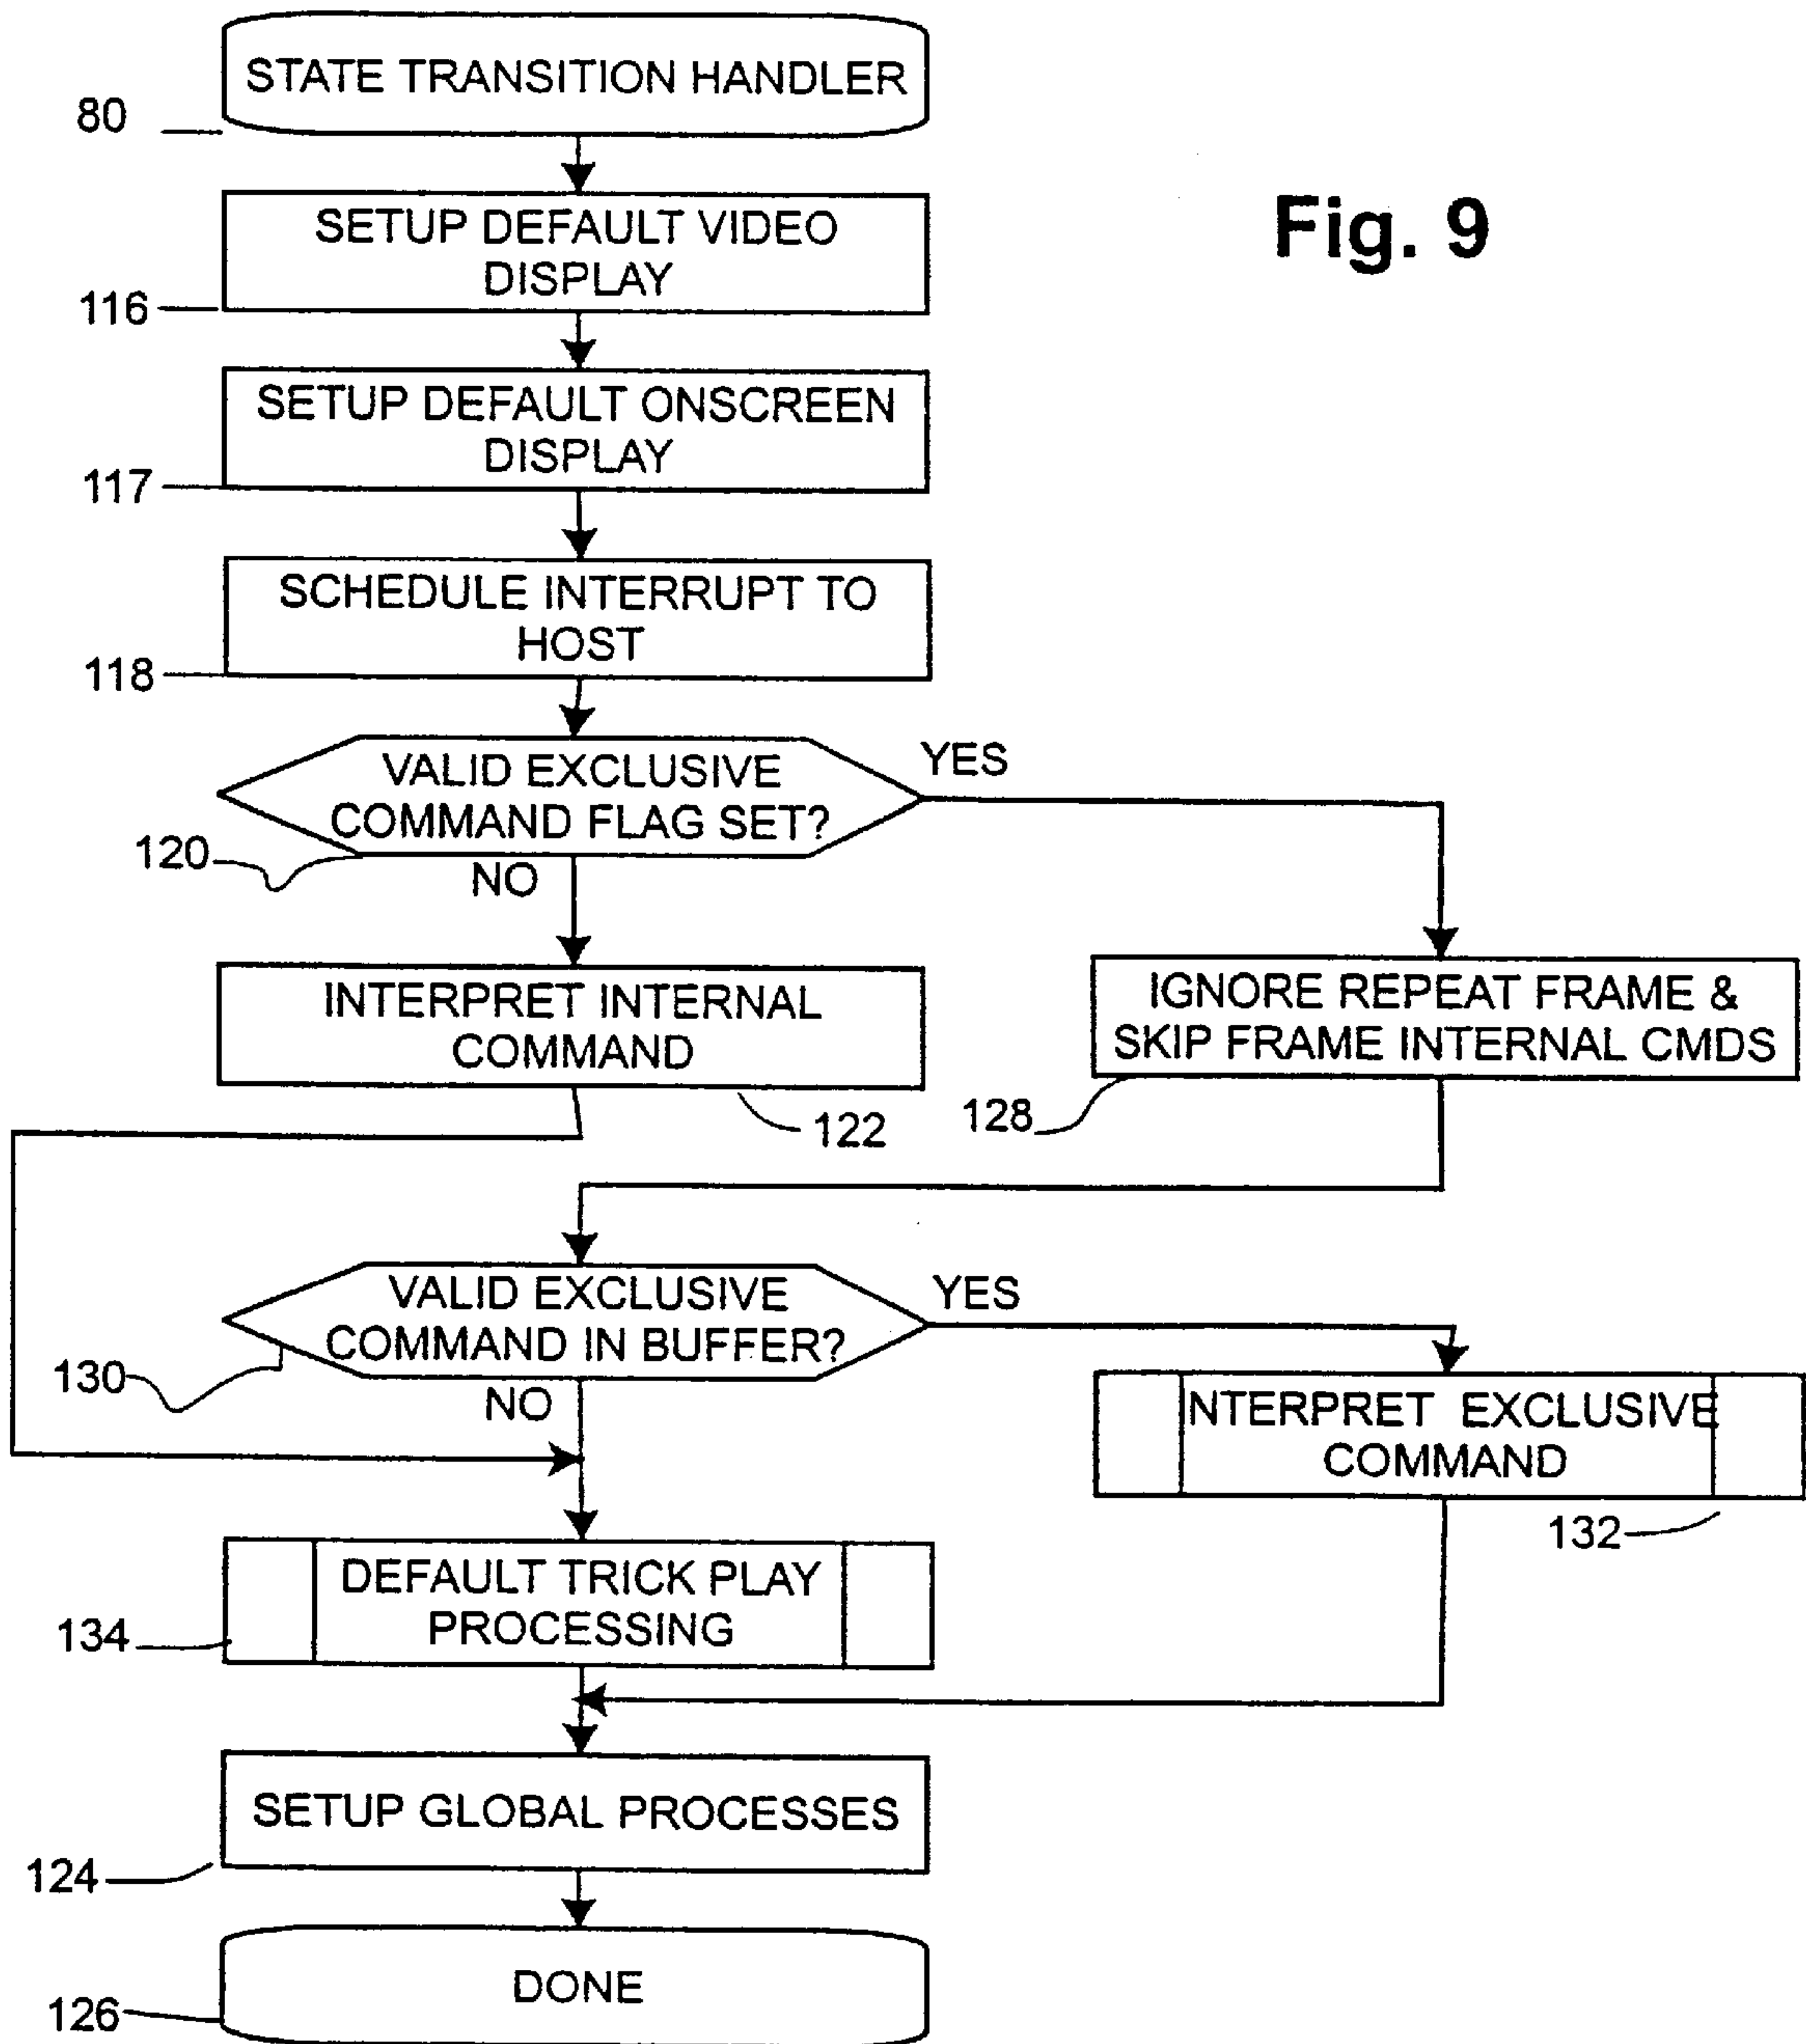 STATE TRANSITION HANDLER
80
Fig. 9
SETUP DEFAULT VIDEO
DISPLAY
116
SETUP DEFAULT ONSCREEN
DISPLAY
117
SCHEDULE INTERRUPT TO
HOST
118
VALID EXCLUSIVE
COMMAND FLAG SET?
YES
120
NO
INTERPRET INTERNAL
COMMAND
122
IGNORE REPEAT FRAME &
SKIP FRAME INTERNAL CMDS
128
VALID EXCLUSIVE
COMMAND IN BUFFER?
YES
130
NO
NTERPRET EXCLUSIVE
COMMAND
132
DEFAULT TRICK PLAY
PROCESSING
134
SETUP GLOBAL PROCESSES
124
DONE
126